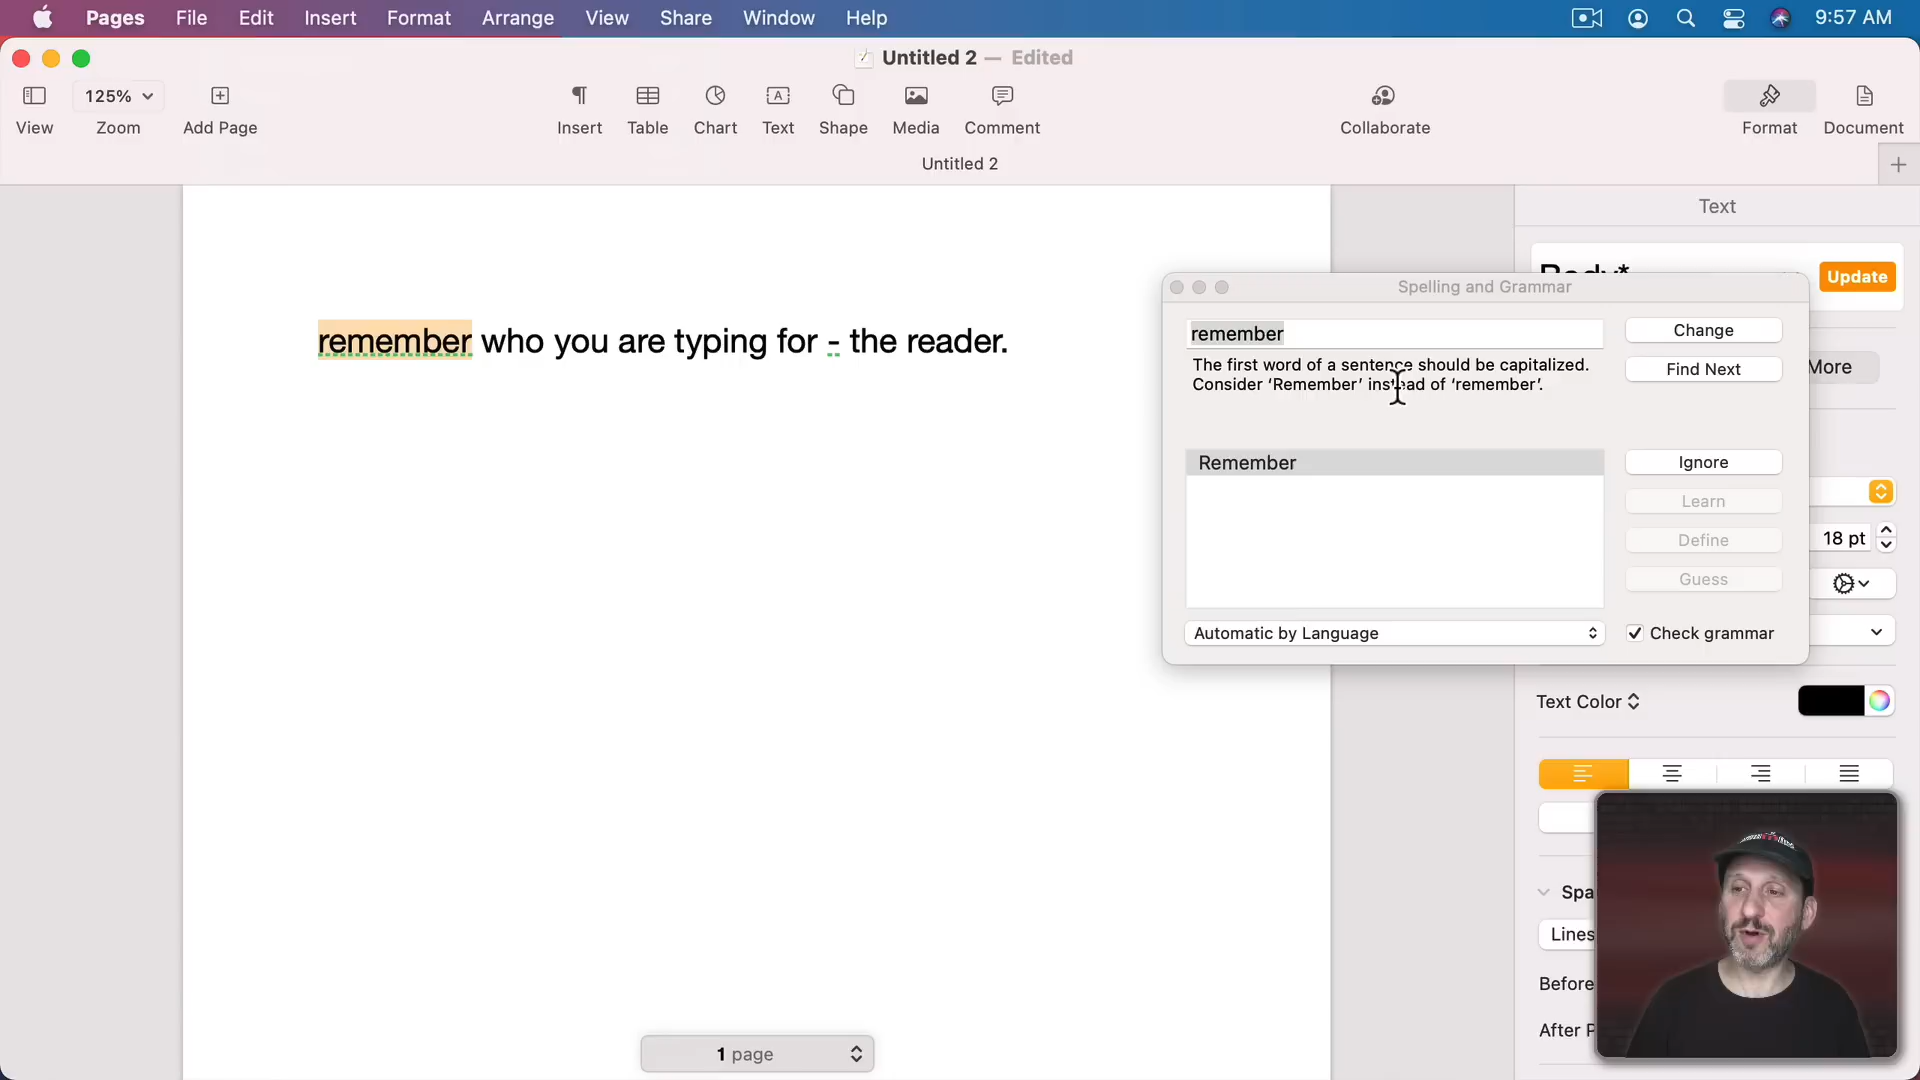 Pages File Edit Insert Format Arrange View Share Window Help 9:57 AM
Untitled 2 — Edited
125%
View Zoom Add Page Insert Table Chart Text Shape Media Comment Collaborate Format Document
Untitled 2
Text
Body*
Update
Spelling and Grammar
remember who you are typing for - the reader.
remember
Change
The first word of a sentence should be capitalized.
Consider ‘Remember’ instead of ‘remember’.
Find Next
More
Remember
Ignore
Learn
18 pt
Define
Guess
Automatic by Language
Check grammar
Text Color
Spa
Lines
Before
After P
1 page